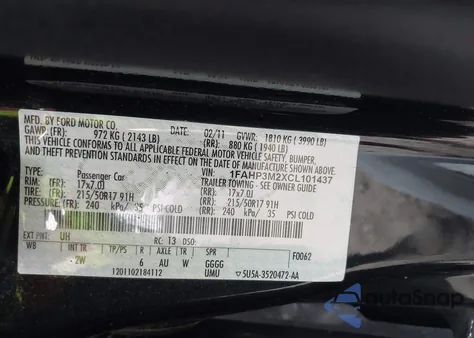 MFD. BY FORD MOTOR CO. DATE: 02/11 GVWR: 1810 KG (3990 LB)
GAWR: (FR): 972 KG (2143 LB) (RR): 880 KG (1940 LB)
THIS VEHICLE CONFORMS TO ALL APPLICABLE FEDERAL MOTOR VEHICLE SAFETY, BUMPER,
AND THEFT PREVENTION STANDARDS IN EFFECT ON THE DATE OF MANUFACTURE SHOWN ABOVE.
VIN: 1FAHP3M2XCL101437
TYPE: Passenger Car TRAILER TOWING - SEE OWNER GUIDE
RIM: (FR): 17x7.0J (RR): 17x7.0J
TIRE: (FR): 215/50R17 91H (RR): 215/50R17 91H
PRESSURE: (FR): 240 kPa/ 35 PSI COLD (RR): 240 kPa/ 35 PSI COLD
EXT PNT: UH RC: 13 DSO: F0062
WB INT TR TP/PS R AXLE TR SPR
2W 6 AU W GGGG
1201102184112 UMU 5U5A-3520472-AA
autoSnap